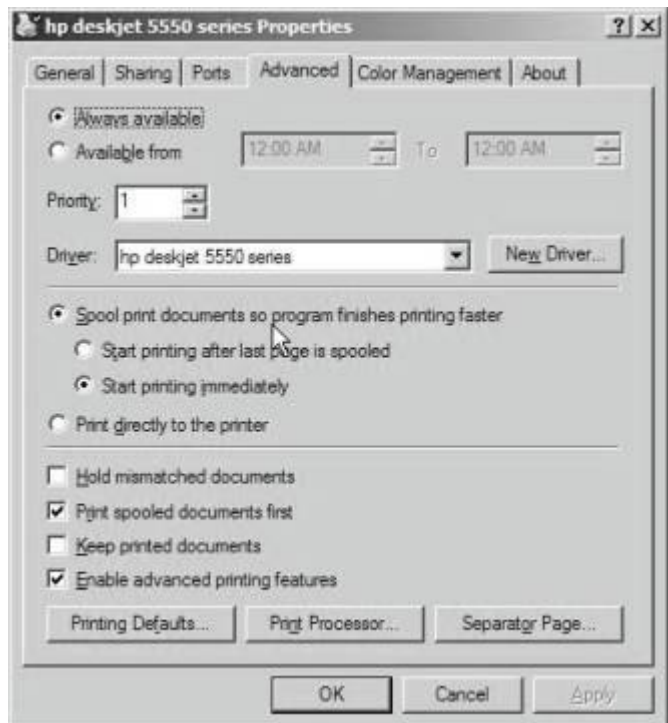 hp deskjet 5550 series Properties
General Sharing Ports Advanced Color Management About
Always available
Available from 12:00 AM To 12:00 AM
Priority: 1
Driver: hp deskjet 5550 series New Driver...
Spool print documents so program finishes printing faster
Start printing after last page is spooled
Start printing immediately
Print directly to the printer
Hold mismatched documents
Print spooled documents first
Keep printed documents
Enable advanced printing features
Printing Defaults... Print Processor... Separator Page...
OK Cancel Apply